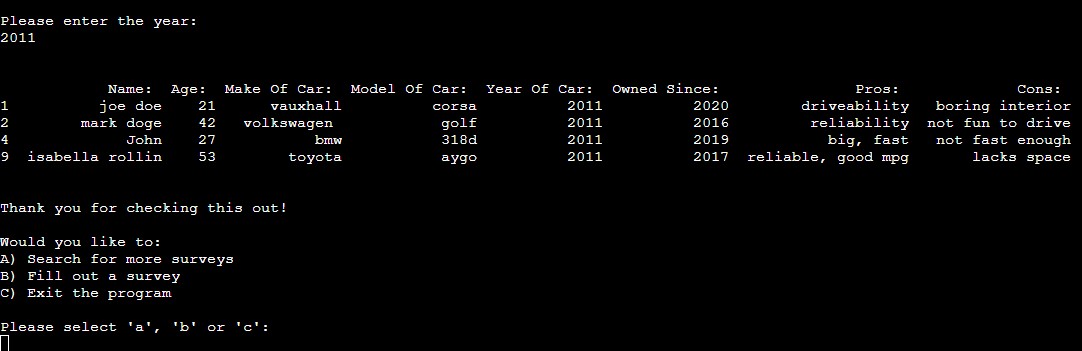 Please enter the year:
2011
Name: Age: Make Of Car: Model Of Car: Year Of Car: Owned Since: Pros: Cons:
1 joe doe 21 vauxhall corsa 2011 2020 driveability boring interior
2 mark doge 42 volkswagen golf 2011 2016 reliability not fun to drive
4 John 27 bmw 318d 2011 2019 big, fast not fast enough
9 isabella rollin 53 toyota aygo 2011 2017 reliable, good mpg lacks space
Thank you for checking this out!
Would you like to:
A) Search for more surveys
B) Fill out a survey
C) Exit the program
Please select 'a', 'b' or 'c':